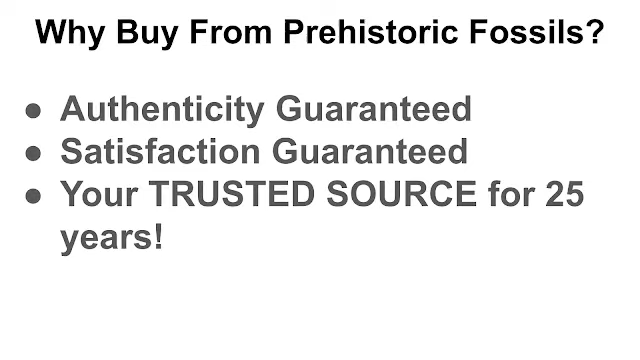 Why Buy From Prehistoric Fossils?
● Authenticity Guaranteed
● Satisfaction Guaranteed
● Your TRUSTED SOURCE for 25
years!